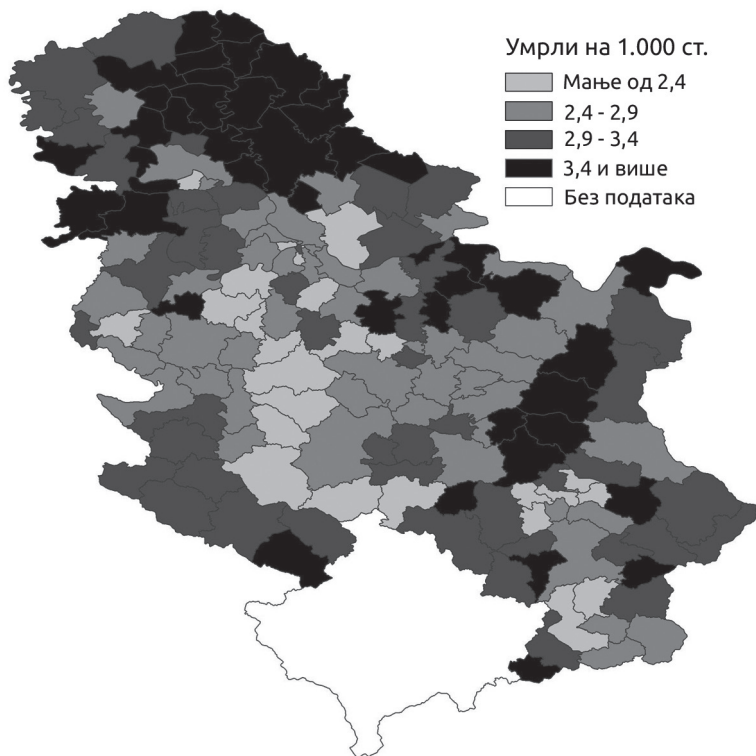 Умрли на 1.000 ст.
Мање од 2,4
2,4 - 2,9
2,9 - 3,4
3,4 и више
Без података